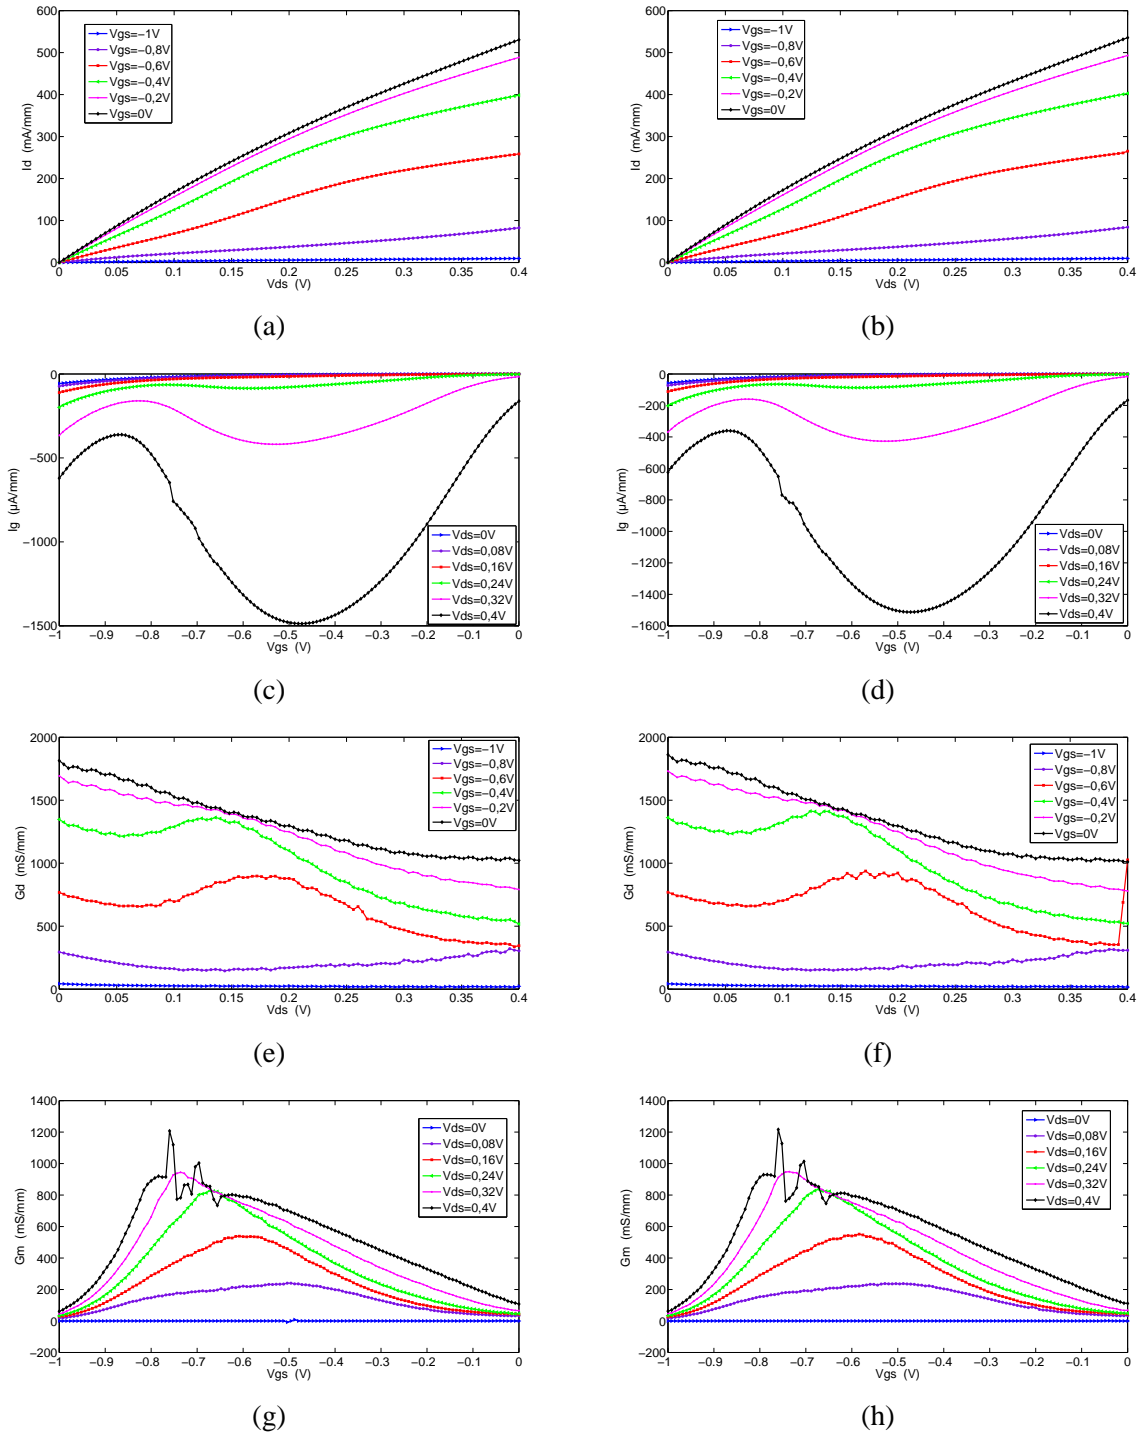 600
500
400
300
200
100
0
Id (mA/mm)
Vgs=−1V
Vgs=−0,8V
Vgs=−0,6V
Vgs=−0,4V
Vgs=−0,2V
Vgs=0V
0 0.05 0.1 0.15 0.2 0.25 0.3 0.35 0.4
Vds (V)
(a)
600
500
400
300
200
100
0
Id (mA/mm)
Vgs=−1V
Vgs=−0,8V
Vgs=−0,6V
Vgs=−0,4V
Vgs=−0,2V
Vgs=0V
0 0.05 0.1 0.15 0.2 0.25 0.3 0.35 0.4
Vds (V)
(b)
0
−500
−1000
−1500
Ig (µA/mm)
Vds=0V
Vds=0,08V
Vds=0,16V
Vds=0,24V
Vds=0,32V
Vds=0,4V
−1 −0.9 −0.8 −0.7 −0.6 −0.5 −0.4 −0.3 −0.2 −0.1 0
Vgs (V)
(c)
0
−200
−400
−600
−800
−1000
−1200
−1400
−1600
Ig (µA/mm)
Vds=0V
Vds=0,08V
Vds=0,16V
Vds=0,24V
Vds=0,32V
Vds=0,4V
−1 −0.9 −0.8 −0.7 −0.6 −0.5 −0.4 −0.3 −0.2 −0.1 0
Vgs (V)
(d)
2000
1500
1000
500
0
Gd (mS/mm)
Vgs=−1V
Vgs=−0,8V
Vgs=−0,6V
Vgs=−0,4V
Vgs=−0,2V
Vgs=0V
0 0.05 0.1 0.15 0.2 0.25 0.3 0.35 0.4
Vds (V)
(e)
2000
1500
1000
500
0
Gd (mS/mm)
Vgs=−1V
Vgs=−0,8V
Vgs=−0,6V
Vgs=−0,4V
Vgs=−0,2V
Vgs=0V
0 0.05 0.1 0.15 0.2 0.25 0.3 0.35 0.4
Vds (V)
(f)
1400
1200
1000
800
600
400
200
0
−200
Gm (mS/mm)
Vds=0V
Vds=0,08V
Vds=0,16V
Vds=0,24V
Vds=0,32V
Vds=0,4V
−1 −0.9 −0.8 −0.7 −0.6 −0.5 −0.4 −0.3 −0.2 −0.1 0
Vgs (V)
(g)
1400
1200
1000
800
600
400
200
0
−200
Gm (mS/mm)
Vds=0V
Vds=0,08V
Vds=0,16V
Vds=0,24V
Vds=0,32V
Vds=0,4V
−1 −0.9 −0.8 −0.7 −0.6 −0.5 −0.4 −0.3 −0.2 −0.1 0
Vgs (V)
(h)